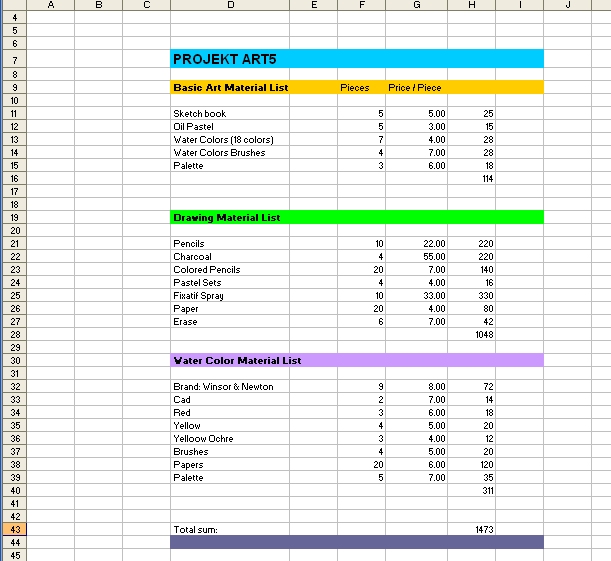 A B C D E F G H I J
4
5
6
7 PROJEKT ART5
8
9 Basic Art Material List Pieces Price / Piece
10
11 Sketch book 5 5.00 25
12 Oil Pastel 5 3.00 15
13 Water Colors (18 colors) 7 4.00 28
14 Water Colors Brushes 4 7.00 28
15 Palette 3 6.00 18
16 114
17
18
19 Drawing Material List
20
21 Pencils 10 22.00 220
22 Charcoal 4 55.00 220
23 Colored Pencils 20 7.00 140
24 Pastel Sets 4 4.00 16
25 Fixatif Spray 10 33.00 330
26 Paper 20 4.00 80
27 Erase 6 7.00 42
28 1048
29
30 Water Color Material List
31
32 Brand: Winsor & Newton 9 8.00 72
33 Cad 2 7.00 14
34 Red 3 6.00 18
35 Yellow 4 5.00 20
36 Yelloow Ochre 3 4.00 12
37 Brushes 4 5.00 20
38 Papers 20 6.00 120
39 Palette 5 7.00 35
40 311
41
42
43 Total sum: 1473
44
45